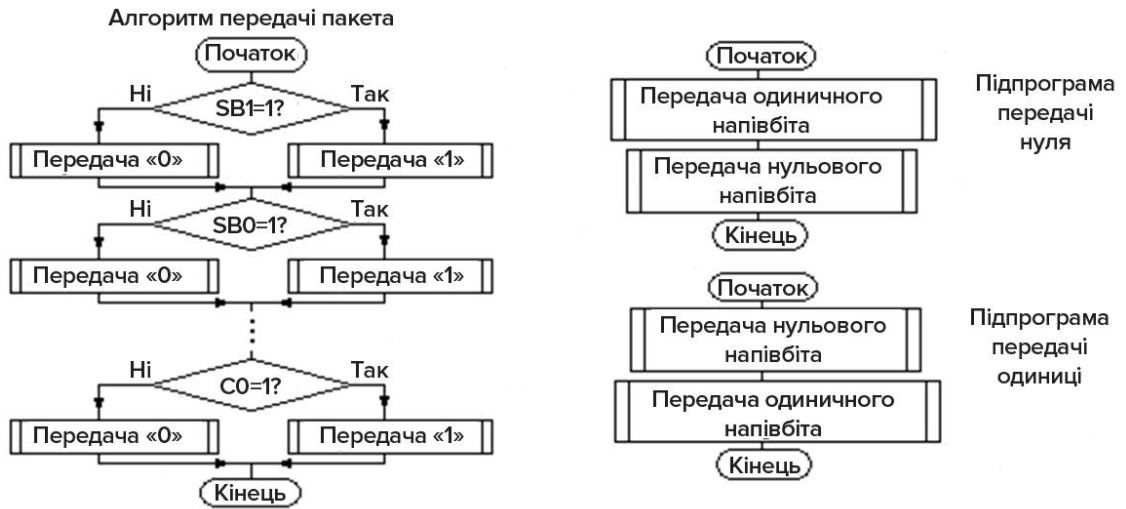 Алгоритм передачі пакета
Початок
Ні
Так
SB1=1?
Передача «0»
Передача «1»
Ні
Так
SB0=1?
Передача «0»
Передача «1»
Ні
Так
C0=1?
Передача «0»
Передача «1»
Кінець
Початок
Передача одиничного
напівбіта
Передача нульового
напівбіта
Кінець
Підпрограма
передачі
нуля
Початок
Передача нульового
напівбіта
Передача одиничного
напівбіта
Кінець
Підпрограма
передачі
одиниці